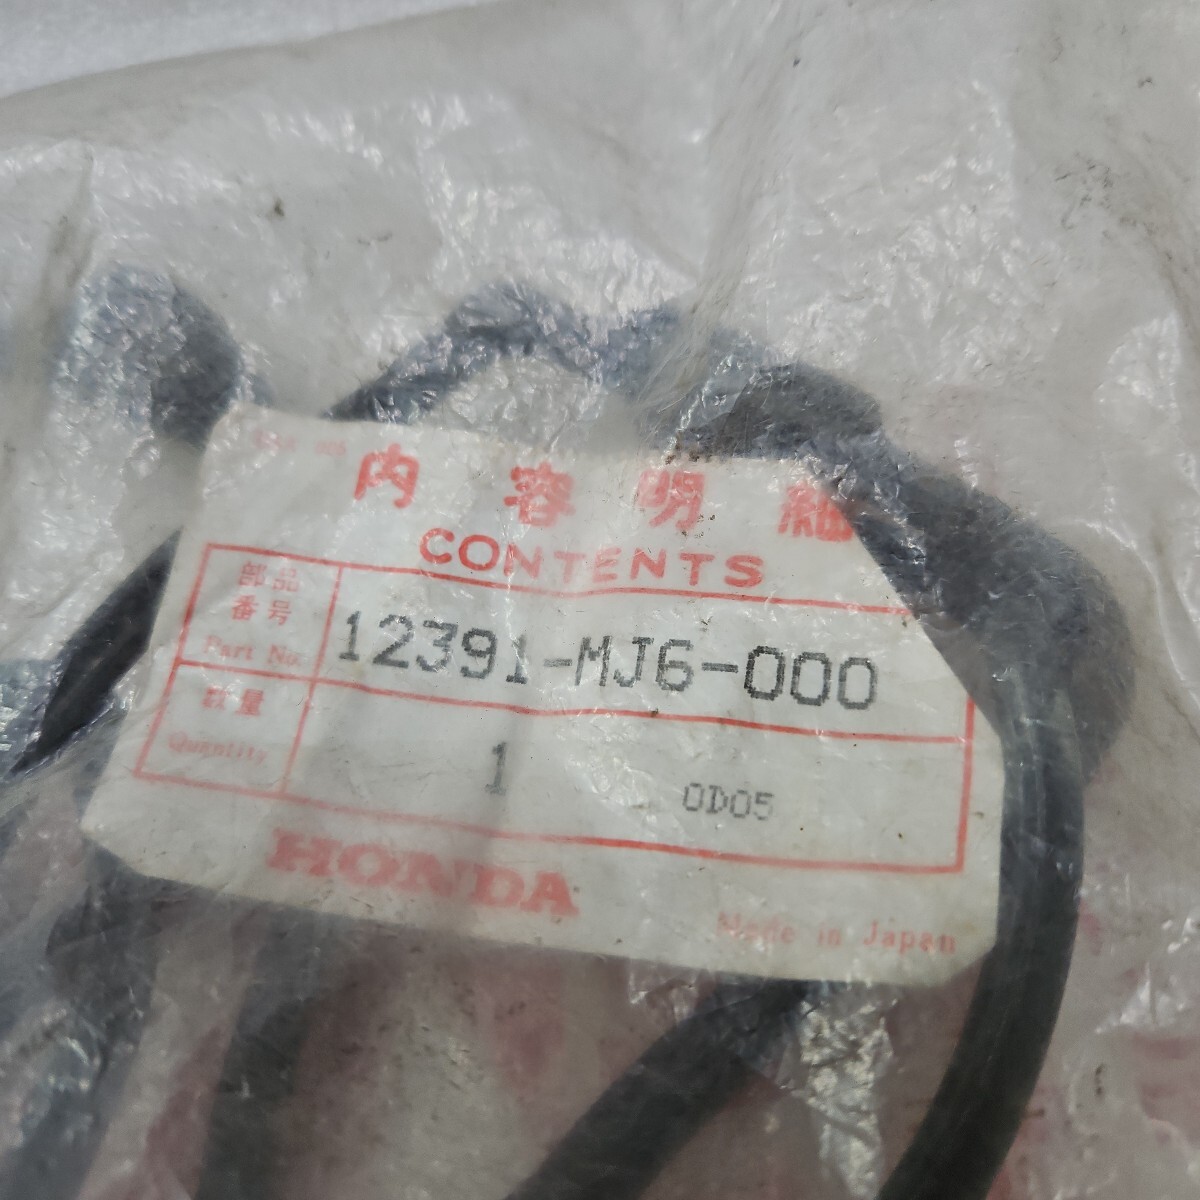 内容明細
CONTENTS
部品
番号
Part No.
12391-MJ6-000
数量
Quantity
1
0D05
HONDA
Made in Japan